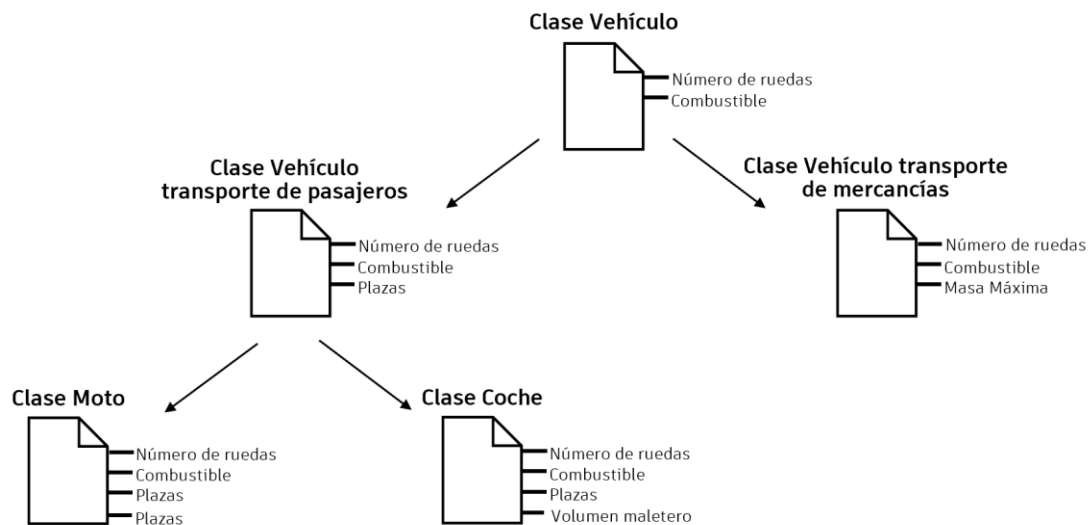 Clase Vehículo
Número de ruedas
Combustible
Clase Vehículo
transporte de pasajeros
Número de ruedas
Combustible
Plazas
Clase Vehículo transporte
de mercancías
Número de ruedas
Combustible
Masa Máxima
Clase Moto
Número de ruedas
Combustible
Plazas
Plazas
Clase Coche
Número de ruedas
Combustible
Plazas
Volumen maletero